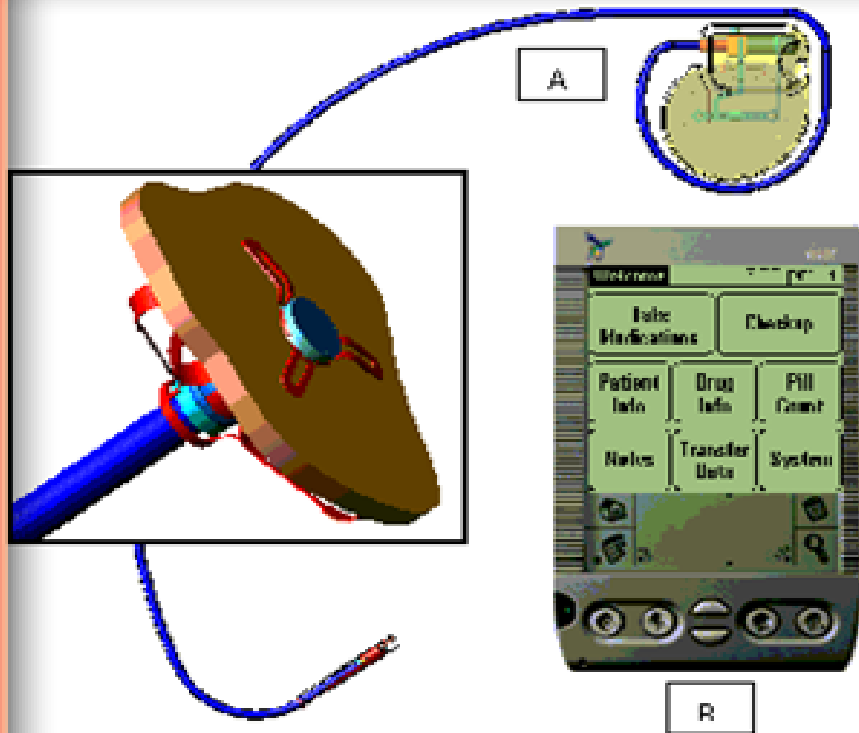 A
Welcome
Take
Medications
Checkup
Patient
Info
Drug
Info
Pill
Count
Notes
Transfer
Data
System